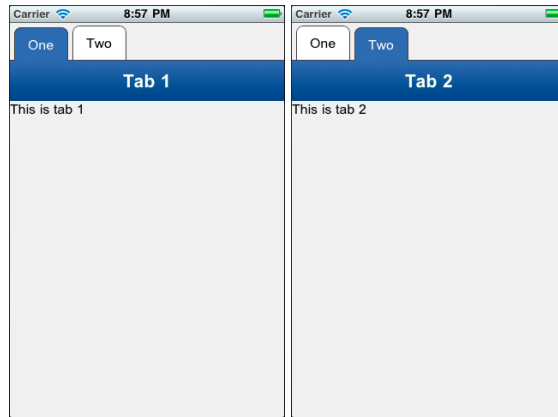 Carrier 8:57 PM
One Two
Tab 1
This is tab 1
Carrier 8:57 PM
One Two
Tab 2
This is tab 2